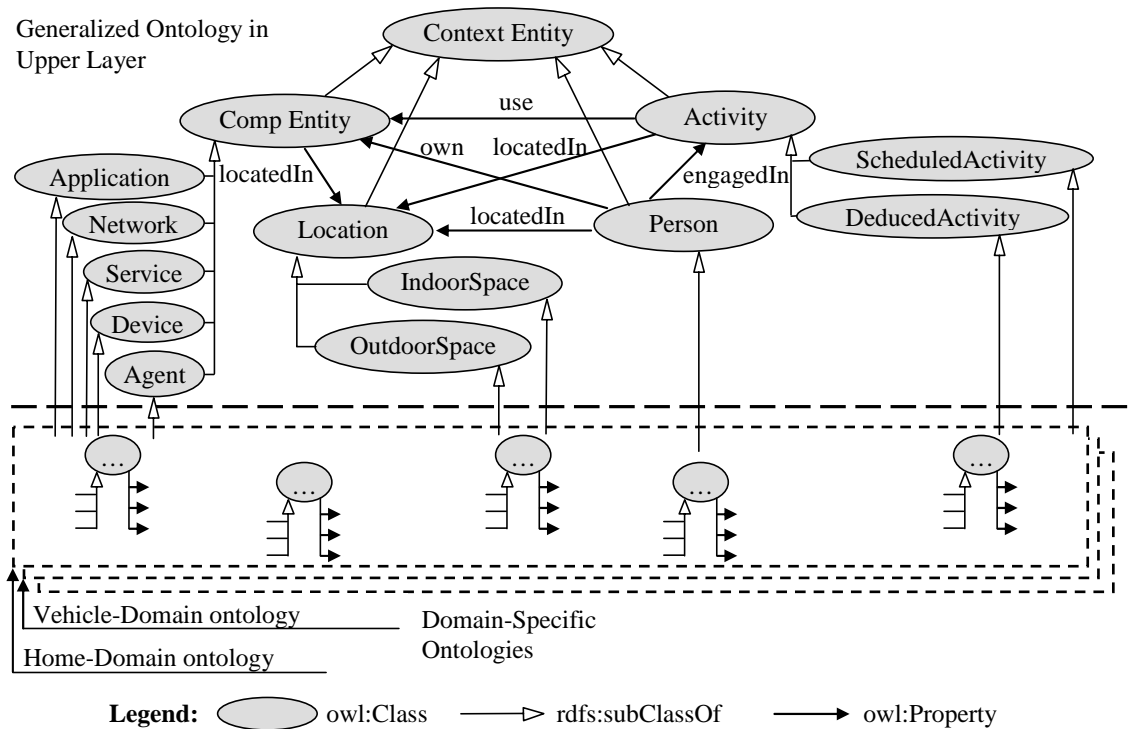 Generalized Ontology in
Upper Layer
Context Entity
Comp Entity
use
Activity
own
locatedIn
locatedIn
engagedIn
ScheduledActivity
Application
Network
Location
locatedIn
Person
DeducedActivity
Service
IndoorSpace
Device
OutdoorSpace
Agent
...
...
...
...
...
Vehicle-Domain ontology
Home-Domain ontology
Domain-Specific
Ontologies
Legend:
owl:Class
rdfs:subClassOf
owl:Property